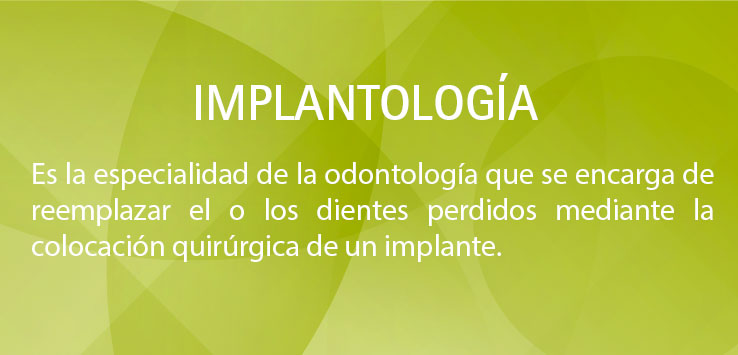 IMPLANTOLOGÍA
Es la especialidad de la odontología que se encarga de
reemplazar el o los dientes perdidos mediante la
colocación quirúrgica de un implante.